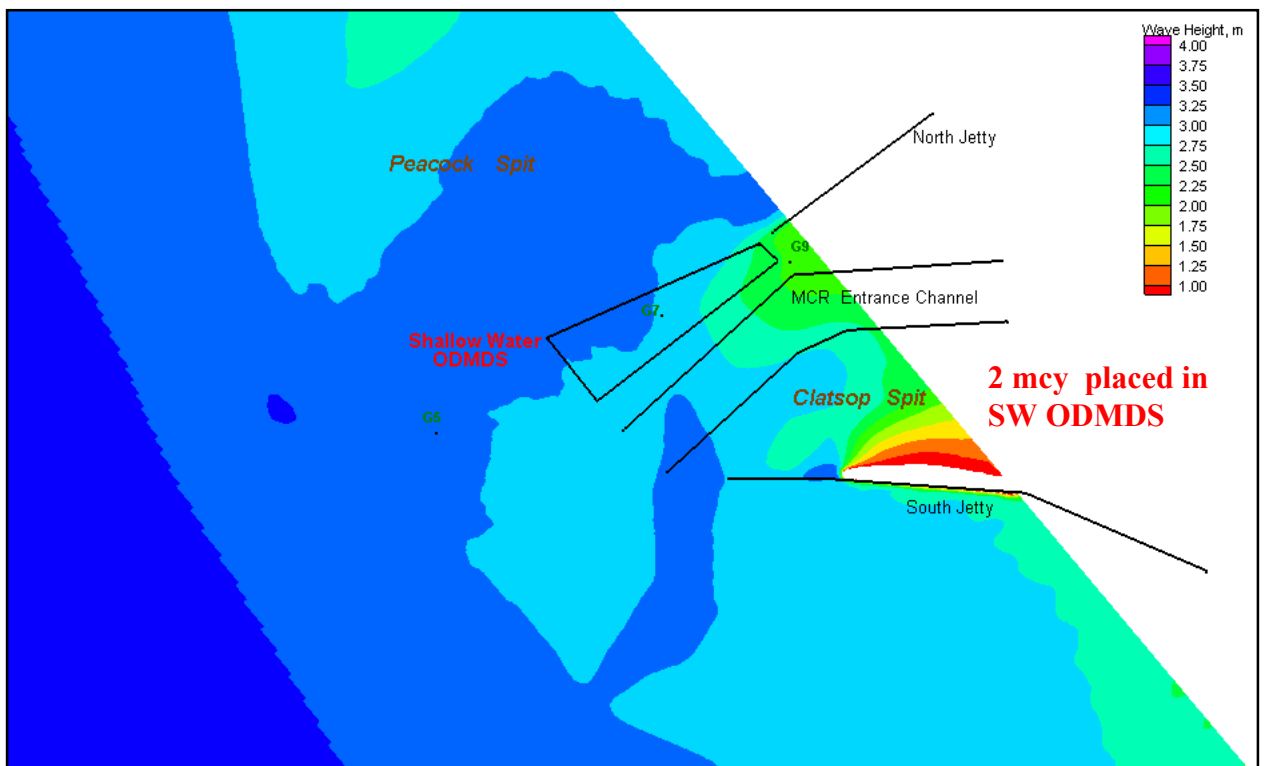 Wave Height, m
4.00
3.75
3.50
3.25
3.00
2.75
2.50
2.25
2.00
1.75
1.50
1.25
1.00
North Jetty
Peacock Spit
G9
MCR Entrance Channel
G7
Shallow Water
ODMDS
G5
Clatsop Spit
2 mcy placed in
SW ODMDS
South Jetty